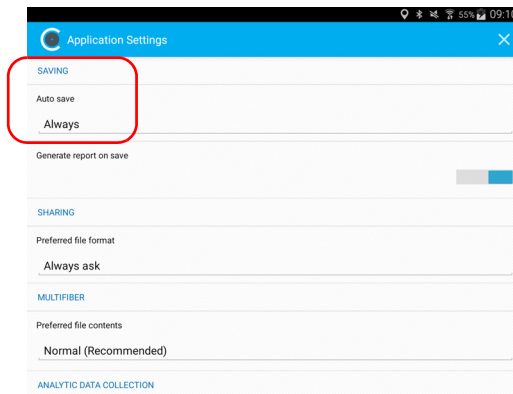 55% 09:10
Application Settings
SAVING
Auto save
Always
Generate report on save
SHARING
Preferred file format
Always ask
MULTIFIBER
Preferred file contents
Normal (Recommended)
ANALYTIC DATA COLLECTION